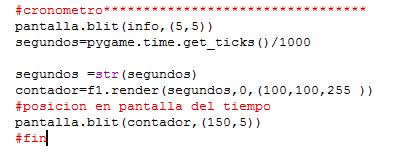 #cronometro*********************************
pantalla.blit(info,(5,5))
segundos=pygame.time.get_ticks()/1000
segundos =str(segundos)
contador=f1.render(segundos,0,(100,100,255 ))
#posicion en pantalla del tiempo
pantalla.blit(contador,(150,5))
#fin